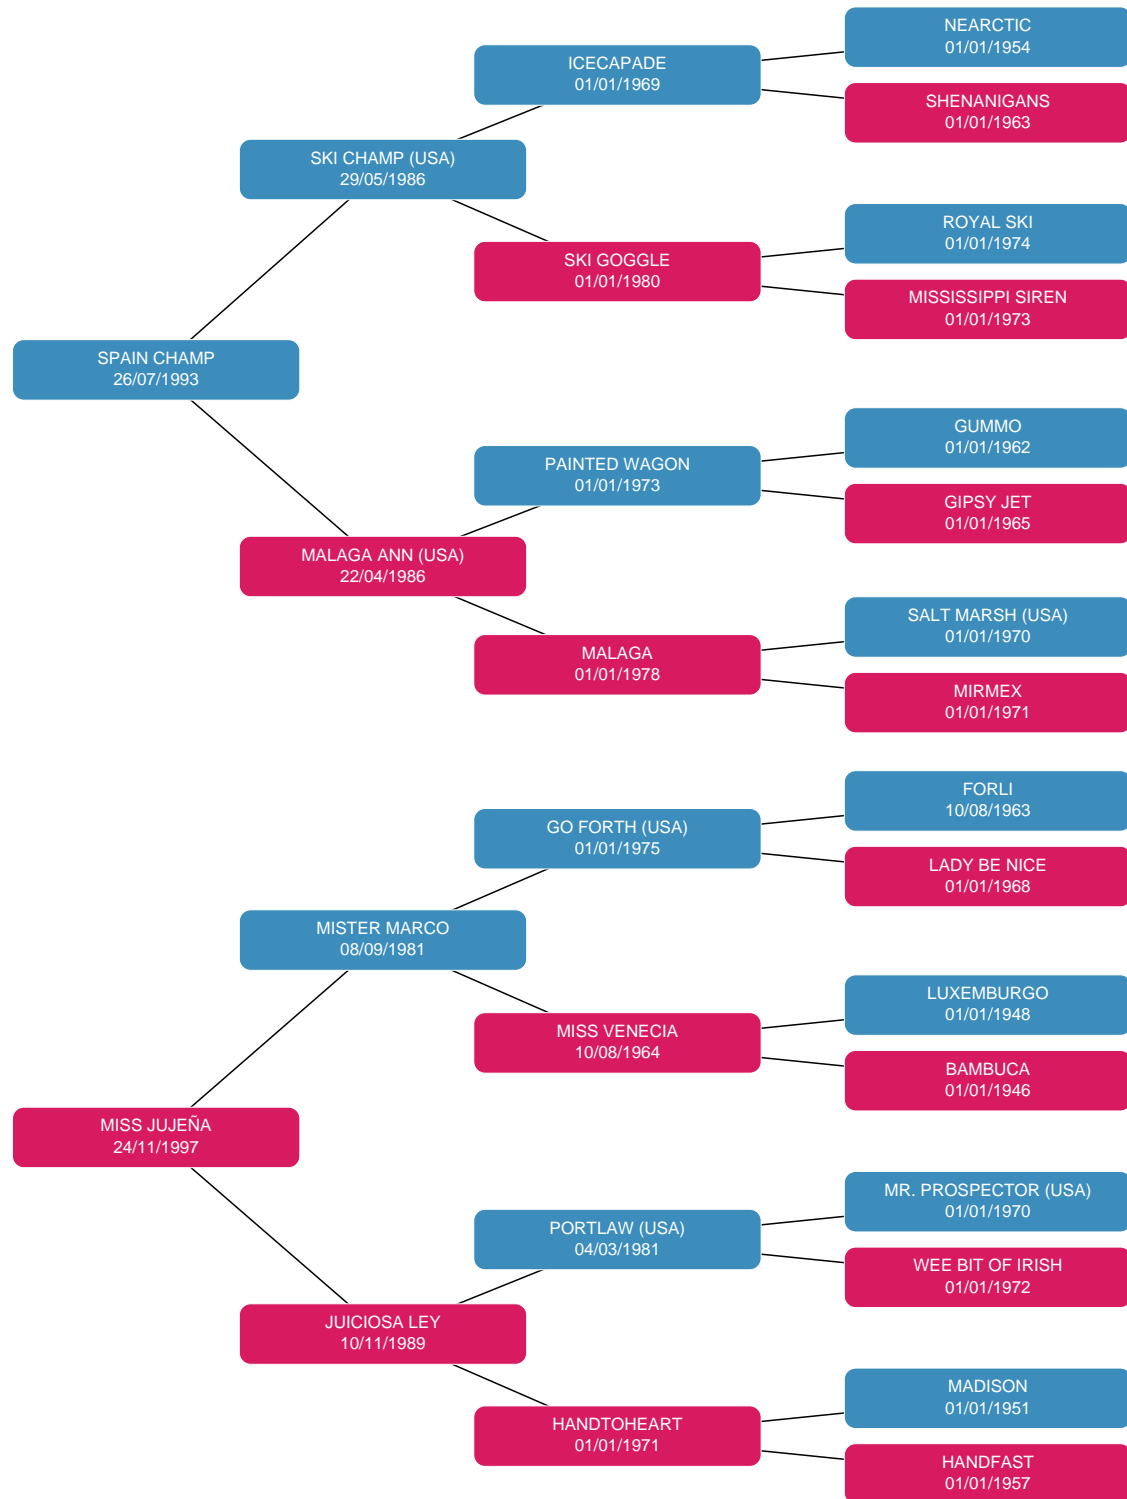 NEARCTIC
01/01/1954
ICECAPADE
01/01/1969
SHENANIGANS
01/01/1963
SKI CHAMP (USA)
29/05/1986
ROYAL SKI
01/01/1974
SKI GOGGLE
01/01/1980
MISSISSIPPI SIREN
01/01/1973
SPAIN CHAMP
26/07/1993
GUMMO
01/01/1962
PAINTED WAGON
01/01/1973
GIPSY JET
01/01/1965
MALAGA ANN (USA)
22/04/1986
SALT MARSH (USA)
01/01/1970
MALAGA
01/01/1978
MIRMEX
01/01/1971
FORLI
10/08/1963
GO FORTH (USA)
01/01/1975
LADY BE NICE
01/01/1968
MISTER MARCO
08/09/1981
LUXEMBURGO
01/01/1948
MISS VENECIA
10/08/1964
BAMBUCA
01/01/1946
MISS JUJEÑA
24/11/1997
MR. PROSPECTOR (USA)
01/01/1970
PORTLAW (USA)
04/03/1981
WEE BIT OF IRISH
01/01/1972
JUICIOSA LEY
10/11/1989
MADISON
01/01/1951
HANDTOHEART
01/01/1971
HANDFAST
01/01/1957